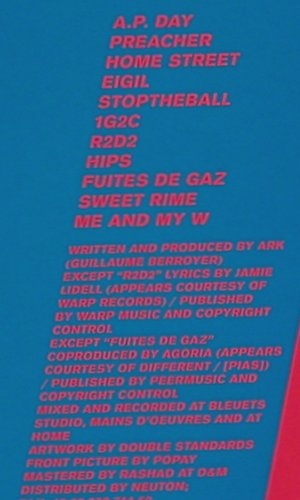 A.P. DAY
PREACHER
HOME STREET
EIGIL
STOPTHEBALL
1G2C
R2D2
HIPS
FUITES DE GAZ
SWEET RIME
ME AND MY W
WRITTEN AND PRODUCED BY ARK
(GUILLAUME BERROYER)
EXCEPT "R2D2" LYRICS BY JAMIE
LIDELL (APPEARS COURTESY OF
WARP RECORDS) / PUBLISHED
BY WARP MUSIC AND COPYRIGHT
CONTROL
EXCEPT "FUITES DE GAZ"
COPRODUCED BY AGORIA (APPEARS
COURTESY OF DIFFERENT / [PIAS])
/ PUBLISHED BY PEERMUSIC AND
COPYRIGHT CONTROL
MIXED AND RECORDED AT BLEUETS
STUDIO, MAINS D'OEUVRES AND AT
HOME
ARTWORK BY DOUBLE STANDARDS
FRONT PICTURE BY POPAY
MASTERED BY RASHAD AT D&M
DISTRIBUTED BY NEUTON;